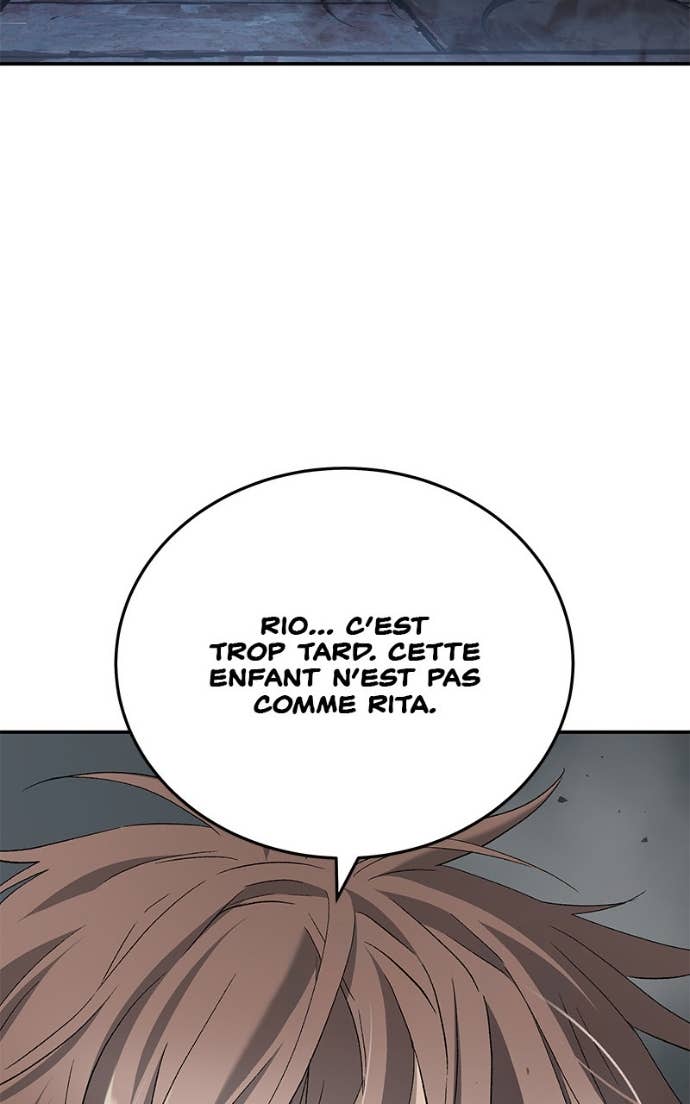 RIO... C'EST
TROP TARD. CETTE
ENFANT N'EST PAS
COMME RITA.